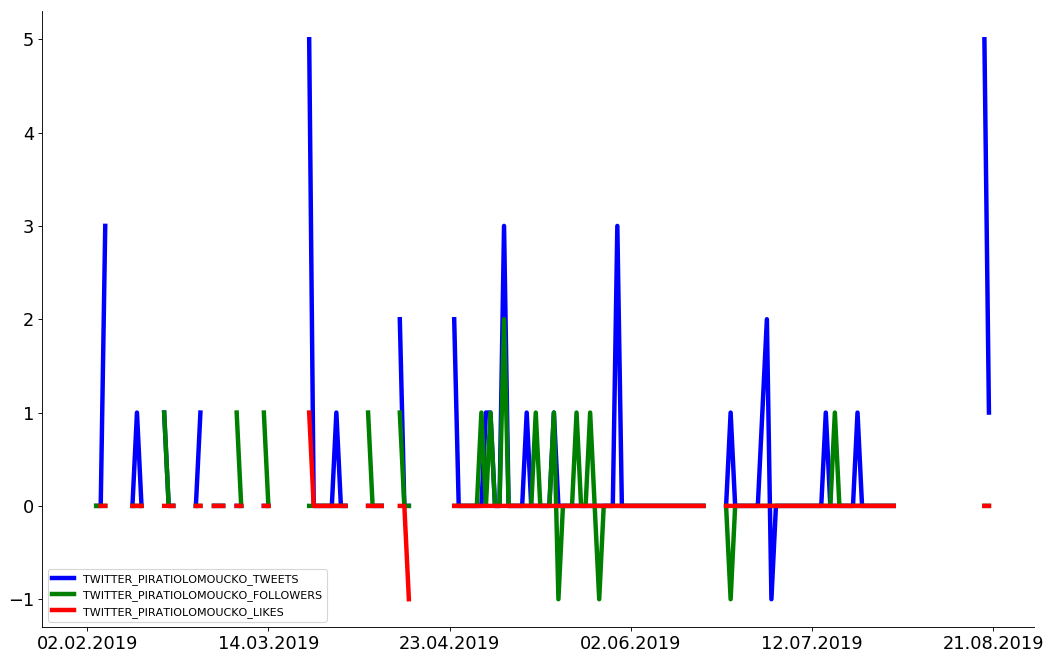 5
4
3
2
1
0
−1
TWITTER_PIRATIOLOMOUCKO_TWEETS
TWITTER_PIRATIOLOMOUCKO_FOLLOWERS
TWITTER_PIRATIOLOMOUCKO_LIKES
02.02.2019 14.03.2019 23.04.2019 02.06.2019 12.07.2019 21.08.2019